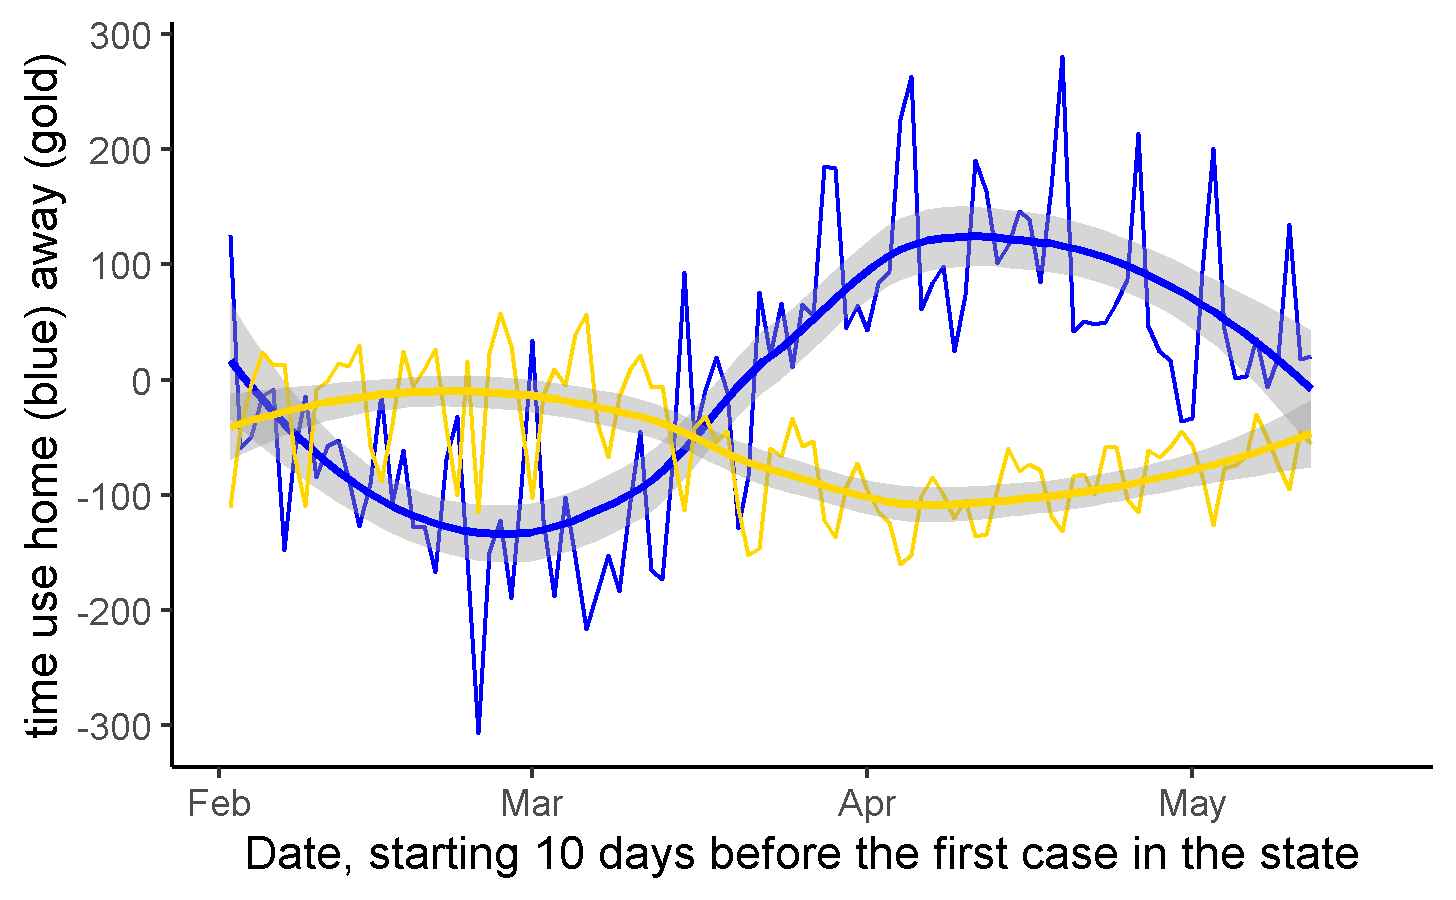 time use home (blue) away (gold)
300
200
100
0
-100
-200
-300
Feb Mar Apr May
Date, starting 10 days before the first case in the state